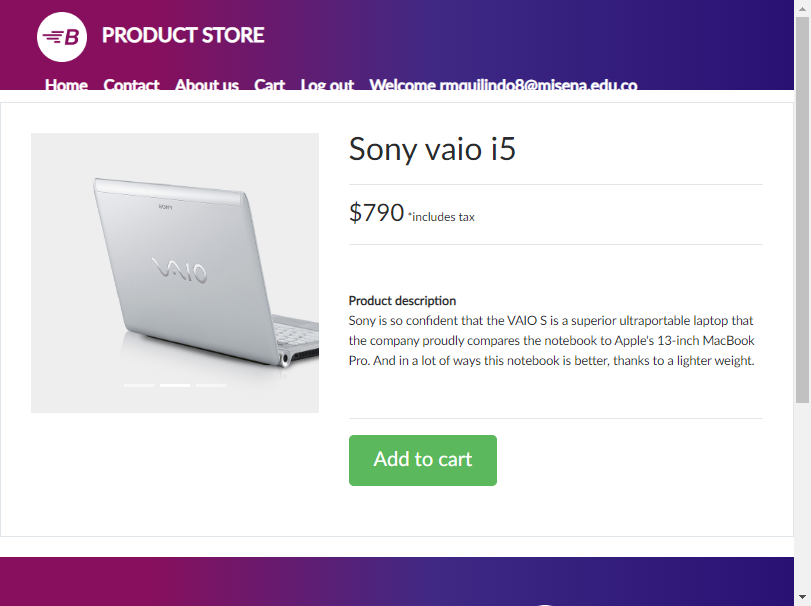 B PRODUCT STORE
Home Contact About us Cart Log out Welcome rmquilindo8@misena.edu.co
Sony vaio i5
$790 *includes tax
SONY
VAIO
Product description
Sony is so confident that the VAIO S is a superior ultraportable laptop that
the company proudly compares the notebook to Apple's 13-inch MacBook
Pro. And in a lot of ways this notebook is better, thanks to a lighter weight.
Add to cart